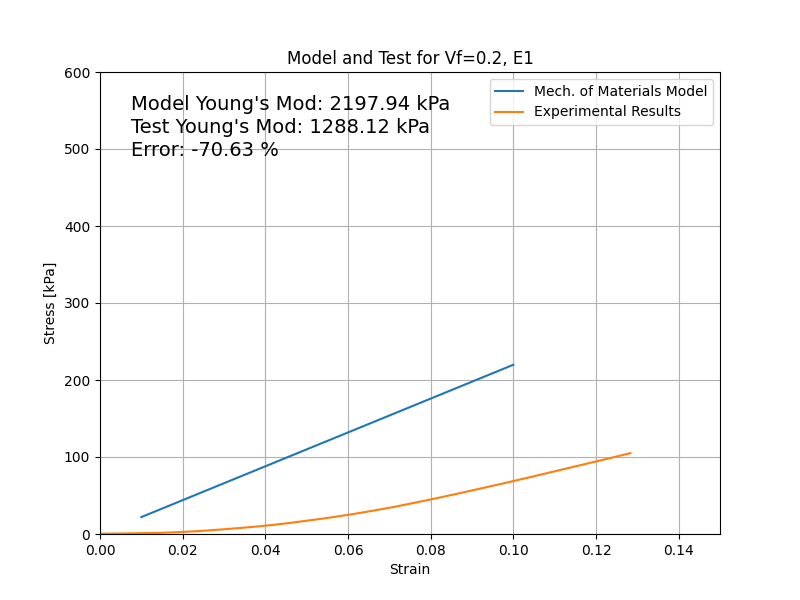 Model and Test for Vf=0.2, E1
Model Young's Mod: 2197.94 kPa
Test Young's Mod: 1288.12 kPa
Error: -70.63 %
Mech. of Materials Model
Experimental Results
Stress [kPa]
600
500
400
300
200
100
0
0.00 0.02 0.04 0.06 0.08 0.10 0.12 0.14
Strain